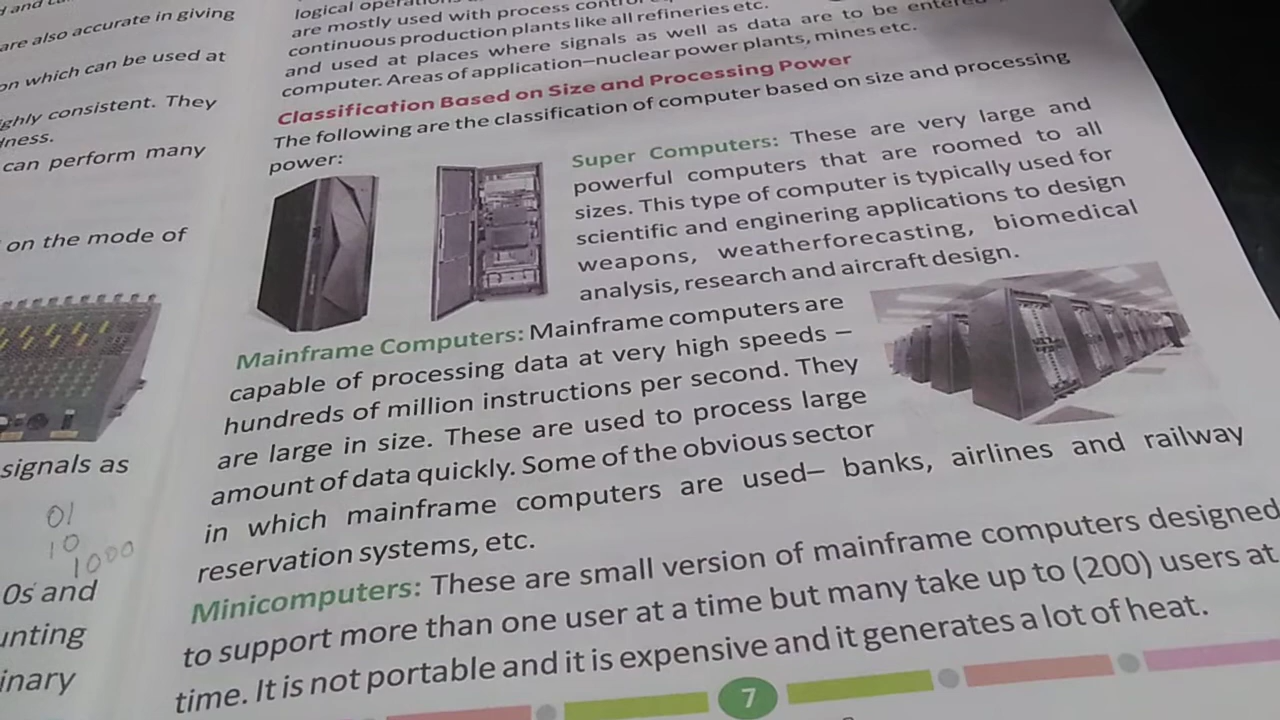 are also accurate in giving
on which can be used at
ghly consistent. They
can perform many
on the mode of
signals as
01
10
1000
0s and
unting
inary
logical
are mostly used with process
continuous production plants like all refineries etc.
and used at places where signals as well as data are to be entered
computer. Areas of application–nuclear power plants, mines etc.
Classification Based on Size and Processing Power
The following are the classification of computer based on size and processing
power:
Super Computers: These are very large and
powerful computers that are roomed to all
sizes. This type of computer is typically used for
scientific and enginering applications to design
weapons, weatherforecasting, biomedical
analysis, research and aircraft design.
Mainframe Computers: Mainframe computers are
capable of processing data at very high speeds –
hundreds of million instructions per second. They
are large in size. These are used to process large
amount of data quickly. Some of the obvious sector
in which mainframe computers are used– banks, airlines and railway
reservation systems, etc.
Minicomputers: These are small version of mainframe computers designed
to support more than one user at a time but many take up to (200) users at
time. It is not portable and it is expensive and it generates a lot of heat.
7